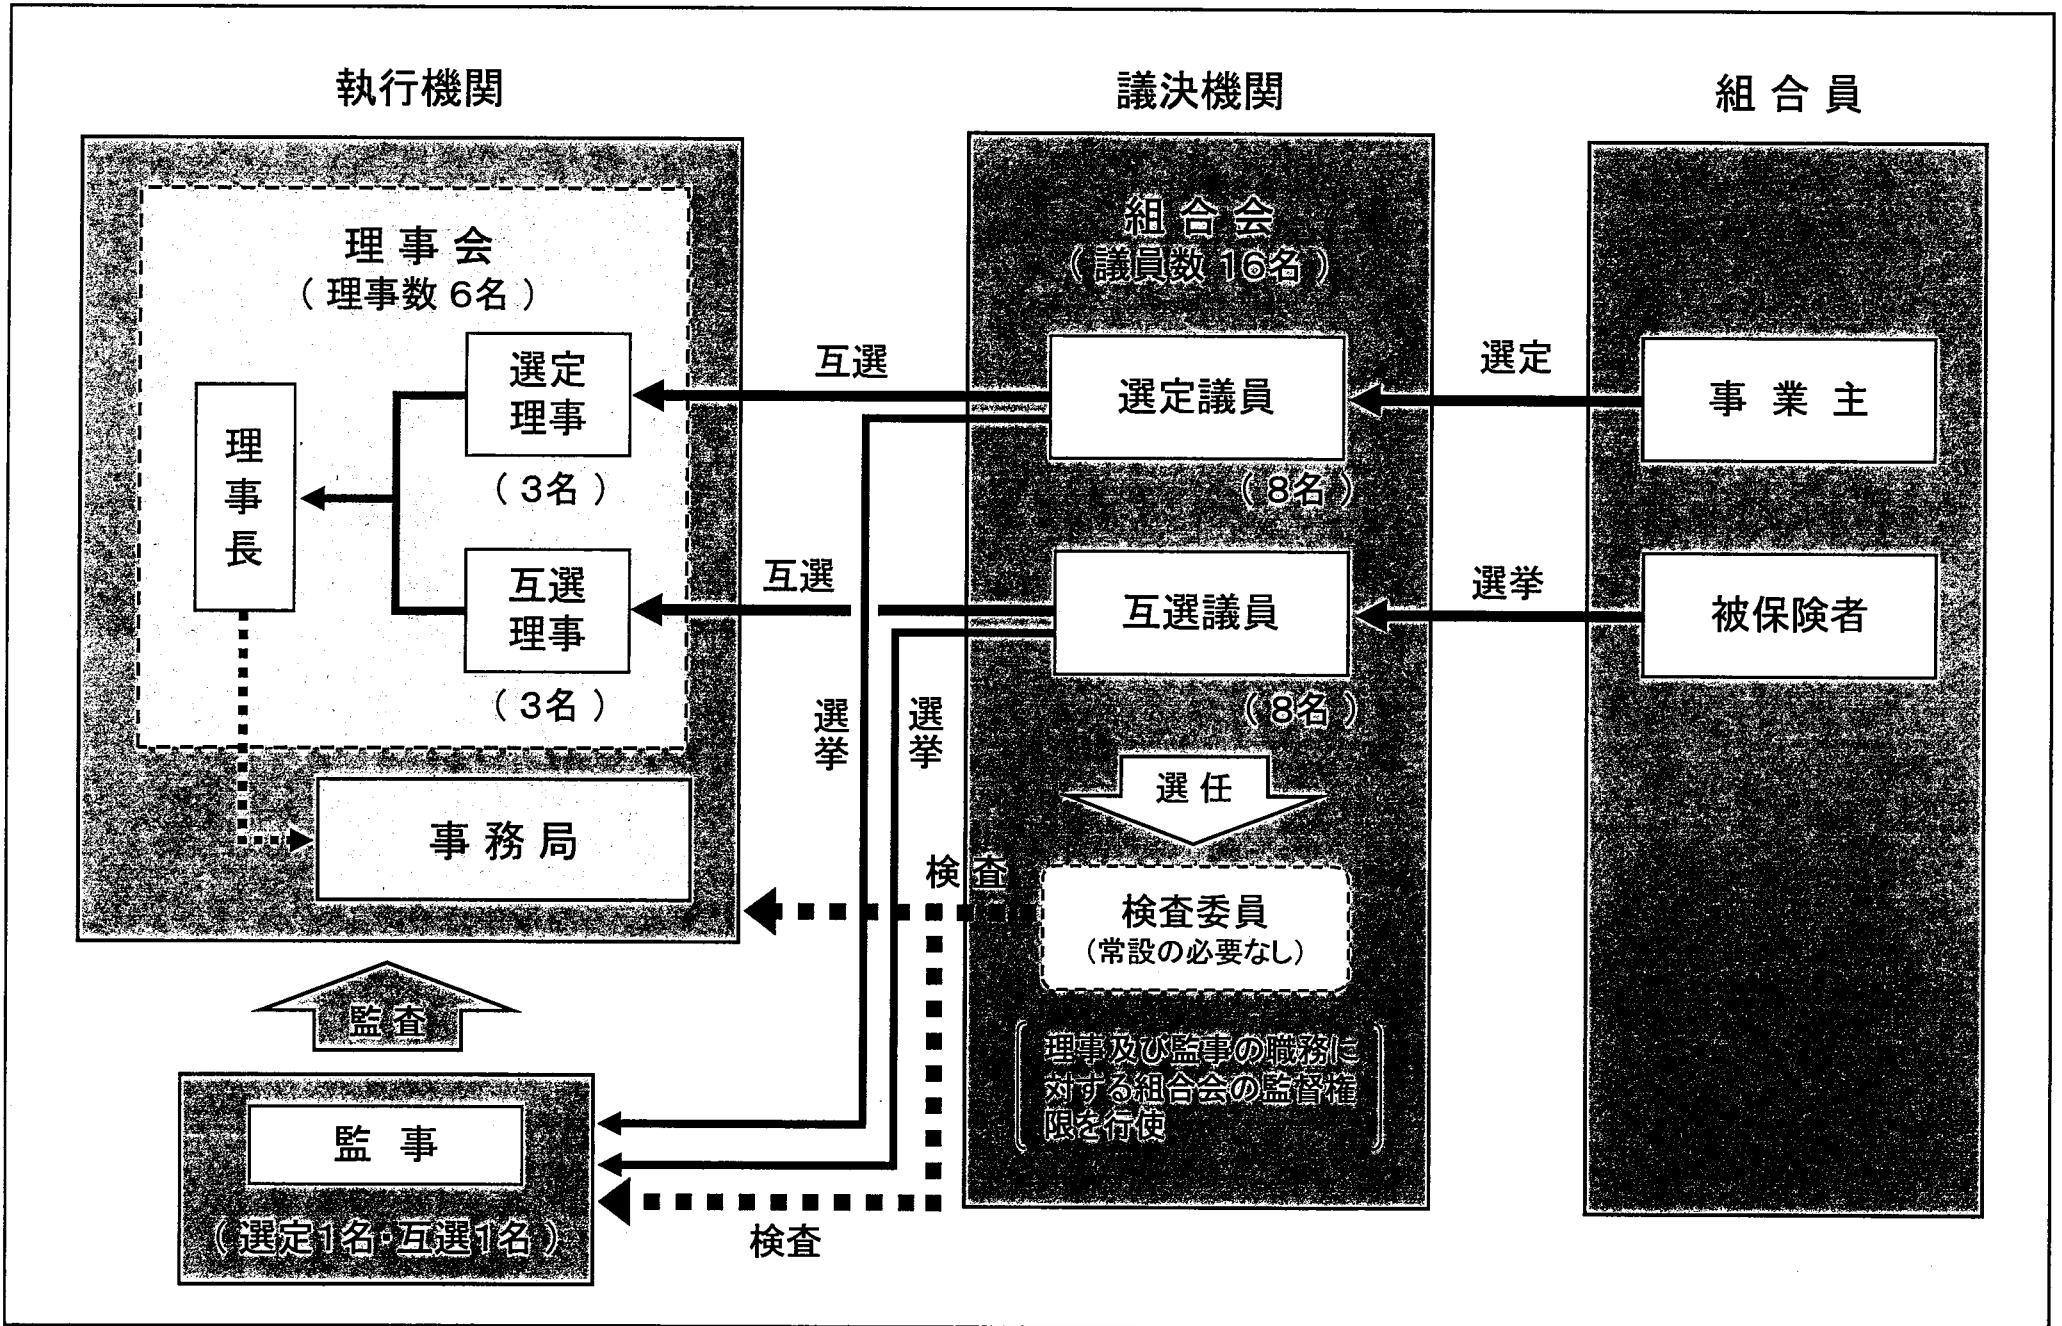 執行機関
議決機関
組合員
理事会
（理事数 6名）
選定
理事
（3名）
理事長
互選
理事
（3名）
事務局
監査
監事
（選定1名・互選1名）
互選
互選
選挙
選挙
検査
検査
組合会
（議員数 16名）
選定議員
（8名）
互選議員
（8名）
選任
検査委員
（常設の必要なし）
理事及び監事の職務に
対する組合会の監督権
限を行使
選定
選挙
事業主
被保険者